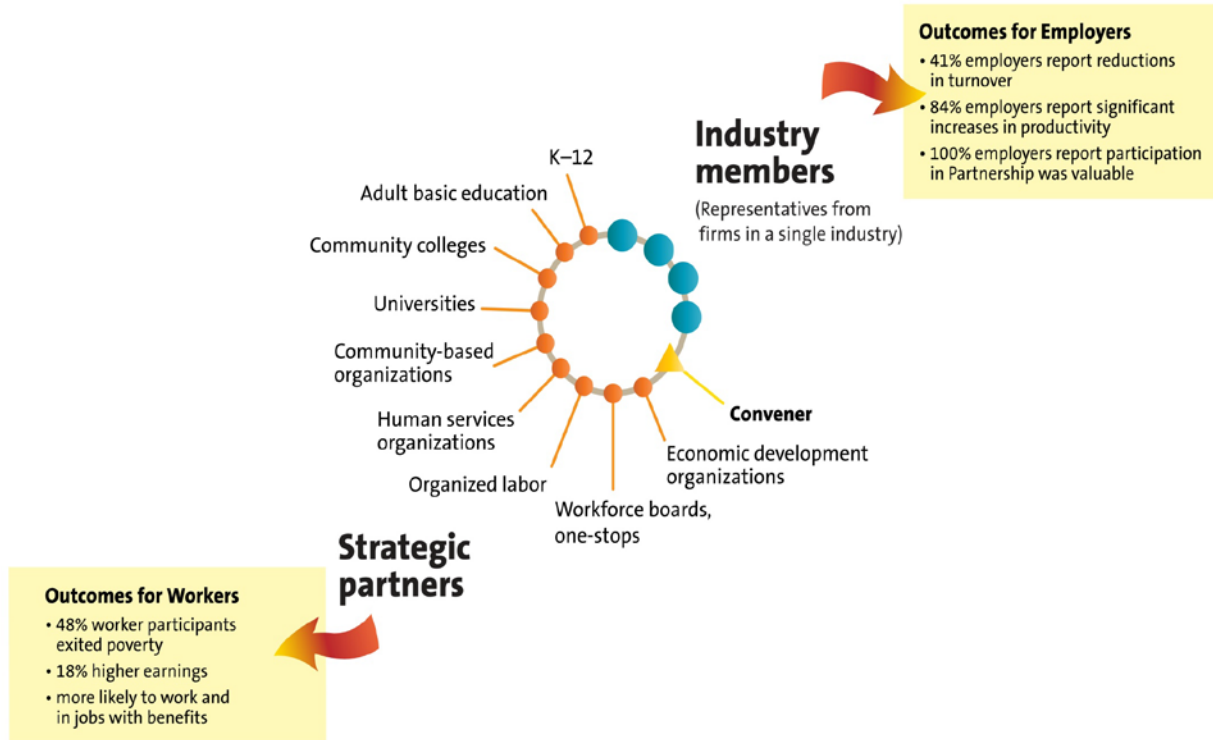 Outcomes for Employers
• 41% employers report reductions
in turnover
• 84% employers report significant
increases in productivity
• 100% employers report participation
in Partnership was valuable
Industry
members
(Representatives from
firms in a single industry)
K–12
Adult basic education
Community colleges
Universities
Community-based
organizations
Human services
organizations
Organized labor
Workforce boards,
one-stops
Economic development
organizations
Convener
Strategic
partners
Outcomes for Workers
• 48% worker participants
exited poverty
• 18% higher earnings
• more likely to work and
in jobs with benefits